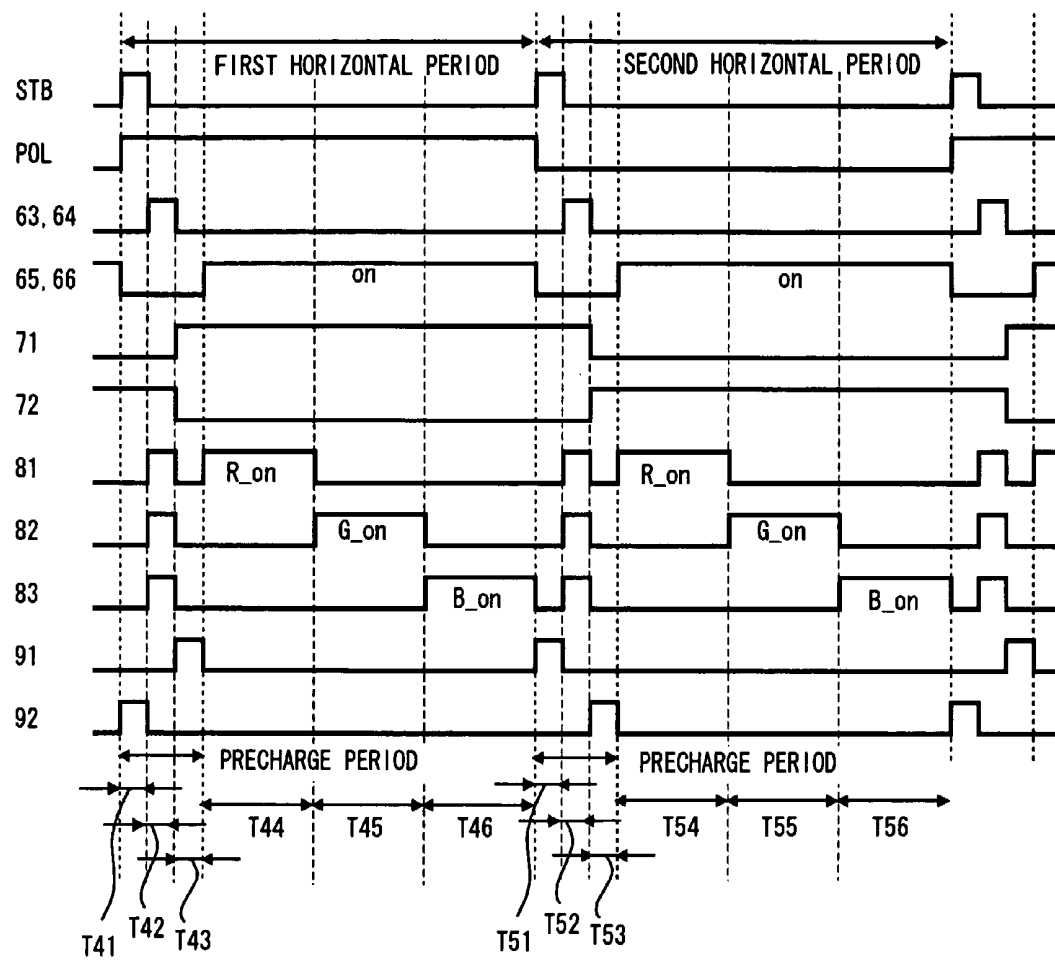 FIRST HORIZONTAL PERIOD
SECOND HORIZONTAL PERIOD
STB
POL
63, 64
65, 66
on
on
71
72
81
R_on
R_on
82
G_on
G_on
83
B_on
B_on
91
92
PRECHARGE PERIOD
PRECHARGE PERIOD
T44
T45
T46
T54
T55
T56
T41
T42
T43
T51
T52
T53